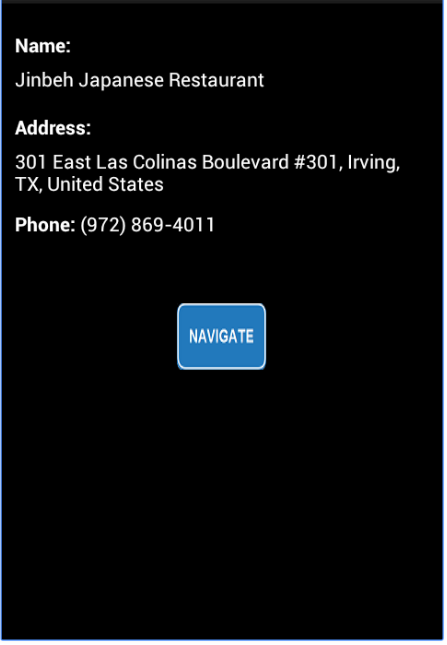 Name:
Jinbeh Japanese Restaurant
Address:
301 East Las Colinas Boulevard #301, Irving,
TX, United States
Phone: (972) 869-4011
NAVIGATE